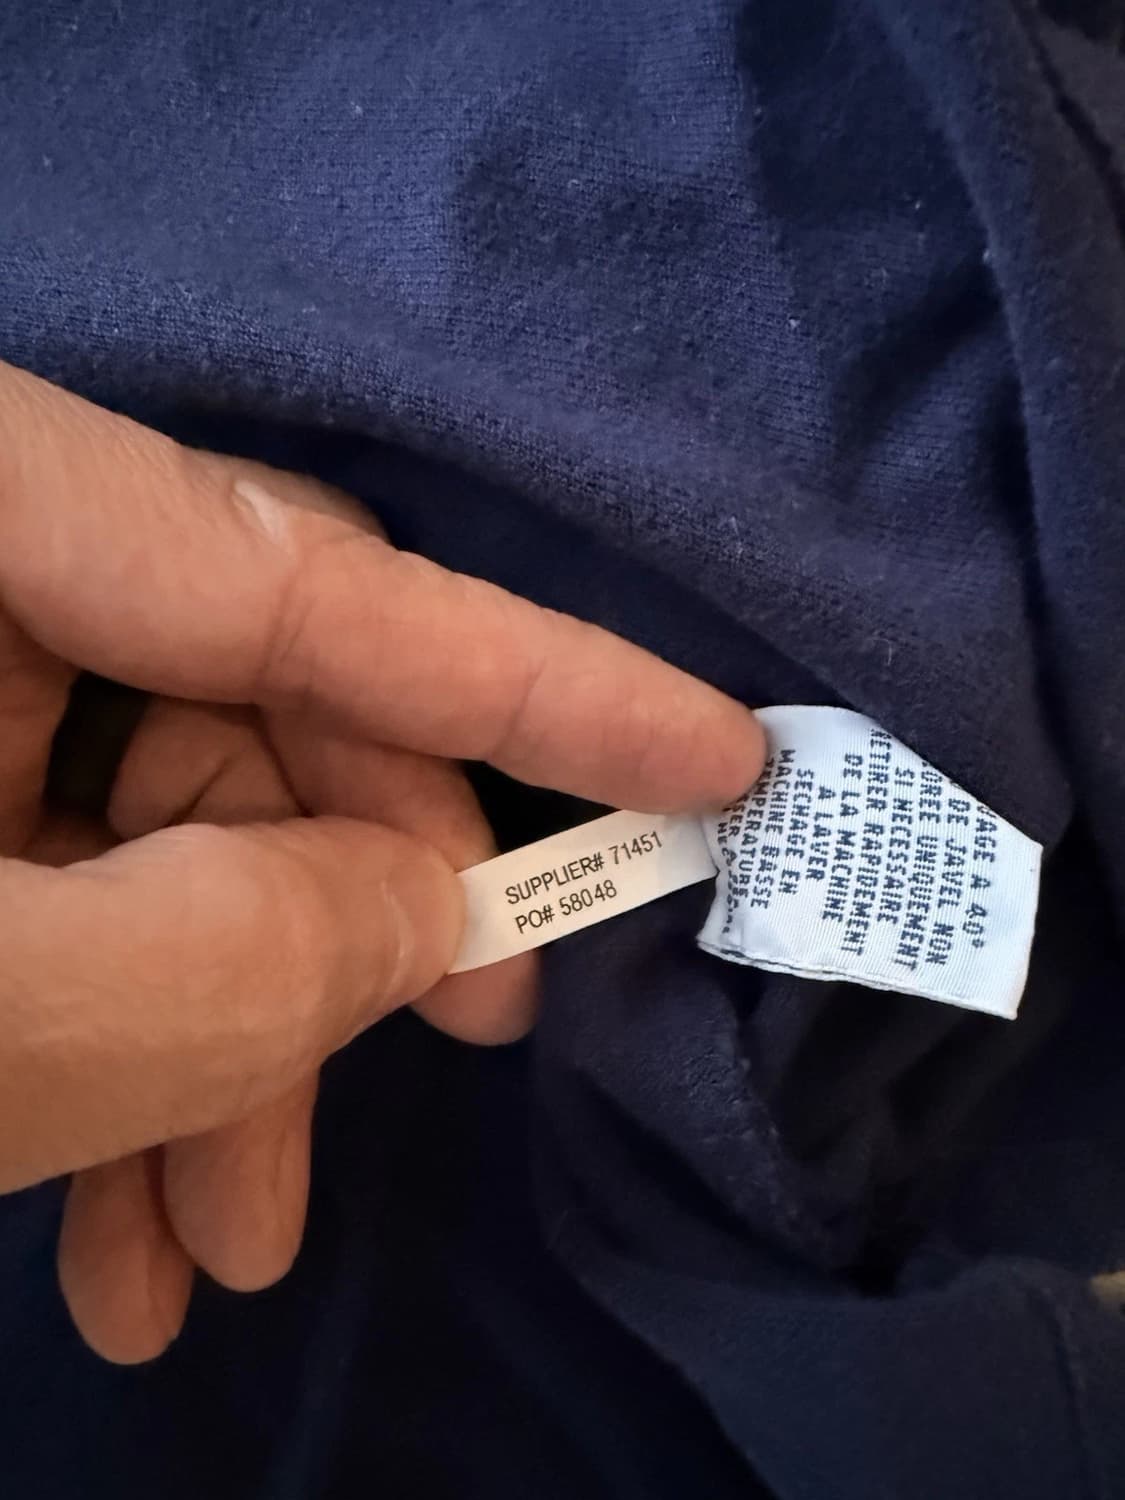 SUPPLIER# 71451
PO# 58048
A 40°
DE JAVEL NON
UNIQUEMENT
SI NECESSAIRE
RETIRER RAPIDEMENT
DE LA MACHINE
A LAVER
SECHAGE EN
MACHINE BASSE
TEMPERATURE